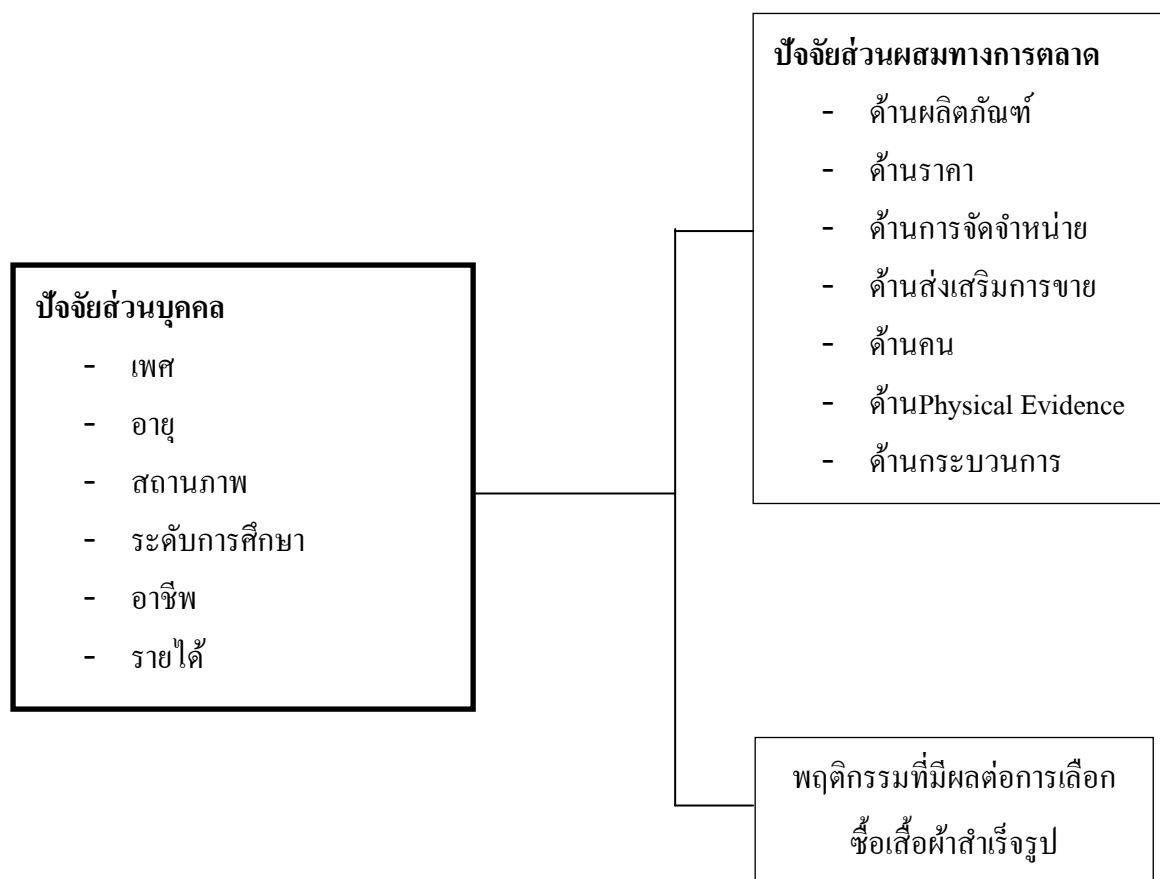 ปัจจัยส่วนบุคคล
- เพศ
- อายุ
- สถานภาพ
- ระดับการศึกษา
- อาชีพ
- รายได้
ปัจจัยส่วนผสมทางการตลาด
- ด้านผลิตภัณฑ์
- ด้านราคา
- ด้านการจัดจำหน่าย
- ด้านส่งเสริมการขาย
- ด้านคน
- ด้านPhysical Evidence
- ด้านกระบวนการ
พฤติกรรมที่มีผลต่อการเลือก
ซื้อเสื้อผ้าสำเร็จรูป